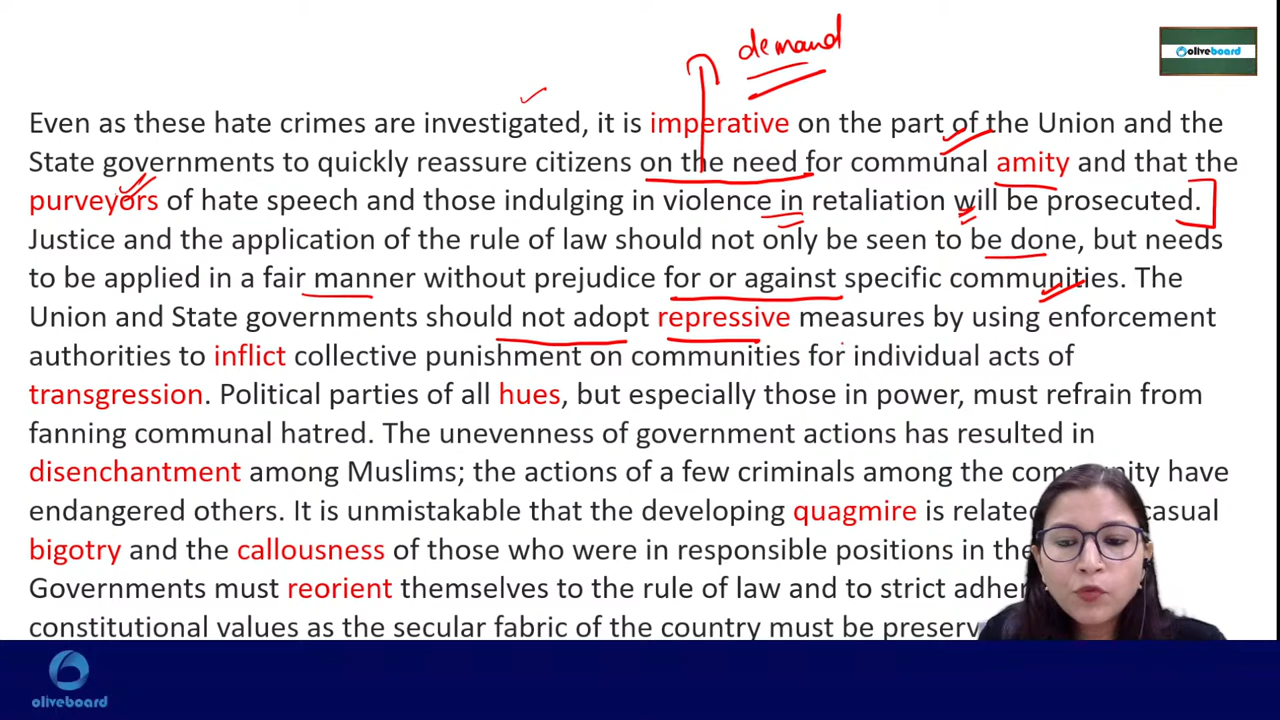 demand
oliveboard
Even as these hate crimes are investigated, it is imperative on the part of the Union and the
State governments to quickly reassure citizens on the need for communal amity and that the
purveyors of hate speech and those indulging in violence in retaliation will be prosecuted.
Justice and the application of the rule of law should not only be seen to be done, but needs
to be applied in a fair manner without prejudice for or against specific communities. The
Union and State governments should not adopt repressive measures by using enforcement
authorities to inflict collective punishment on communities for individual acts of
transgression. Political parties of all hues, but especially those in power, must refrain from
fanning communal hatred. The unevenness of government actions has resulted in
disenchantment among Muslims; the actions of a few criminals among the community have
endangered others. It is unmistakable that the developing quagmire is related casual
bigotry and the callousness of those who were in responsible positions in the
Governments must reorient themselves to the rule of law and to strict
constitutional values as the secular fabric of the country must be
oliveboard